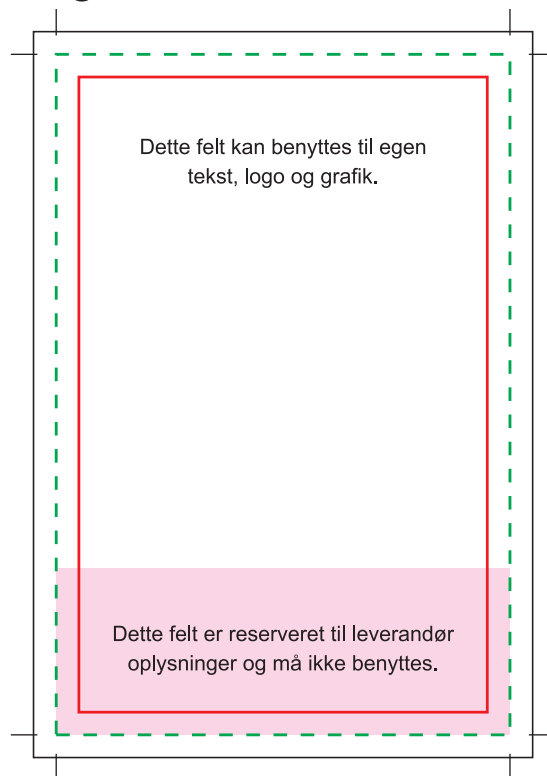 Dette felt kan benyttes til egen
tekst, logo og grafik.
Dette felt er reserveret til leverandør
oplysninger og må ikke benyttes.